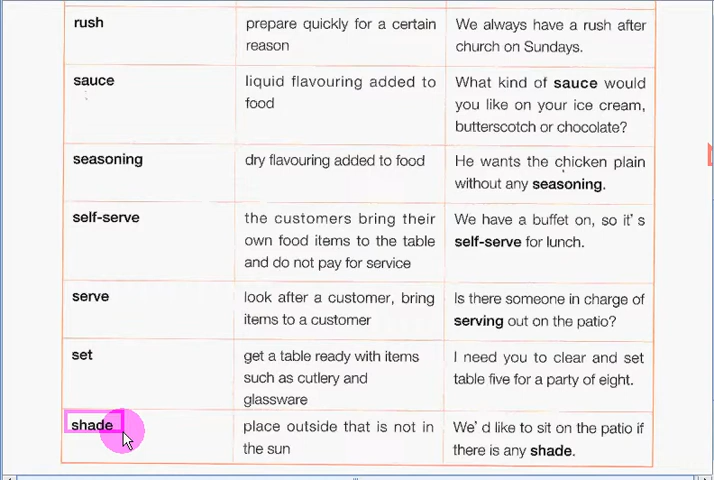 rush
prepare quickly for a certain
reason
We always have a rush after
church on Sundays.
sauce
liquid flavouring added to
food
What kind of sauce would
you like on your ice cream,
butterscotch or chocolate?
seasoning
dry flavouring added to food
He wants the chicken plain
without any seasoning.
self-serve
the customers bring their
own food items to the table
and do not pay for service
We have a buffet on, so it's
self-serve for lunch.
serve
look after a customer, bring
items to a customer
Is there someone in charge of
serving out on the patio?
set
get a table ready with items
such as cutlery and
glassware
I need you to clear and set
table five for a party of eight.
shade
place outside that is not in
the sun
We'd like to sit on the patio if
there is any shade.